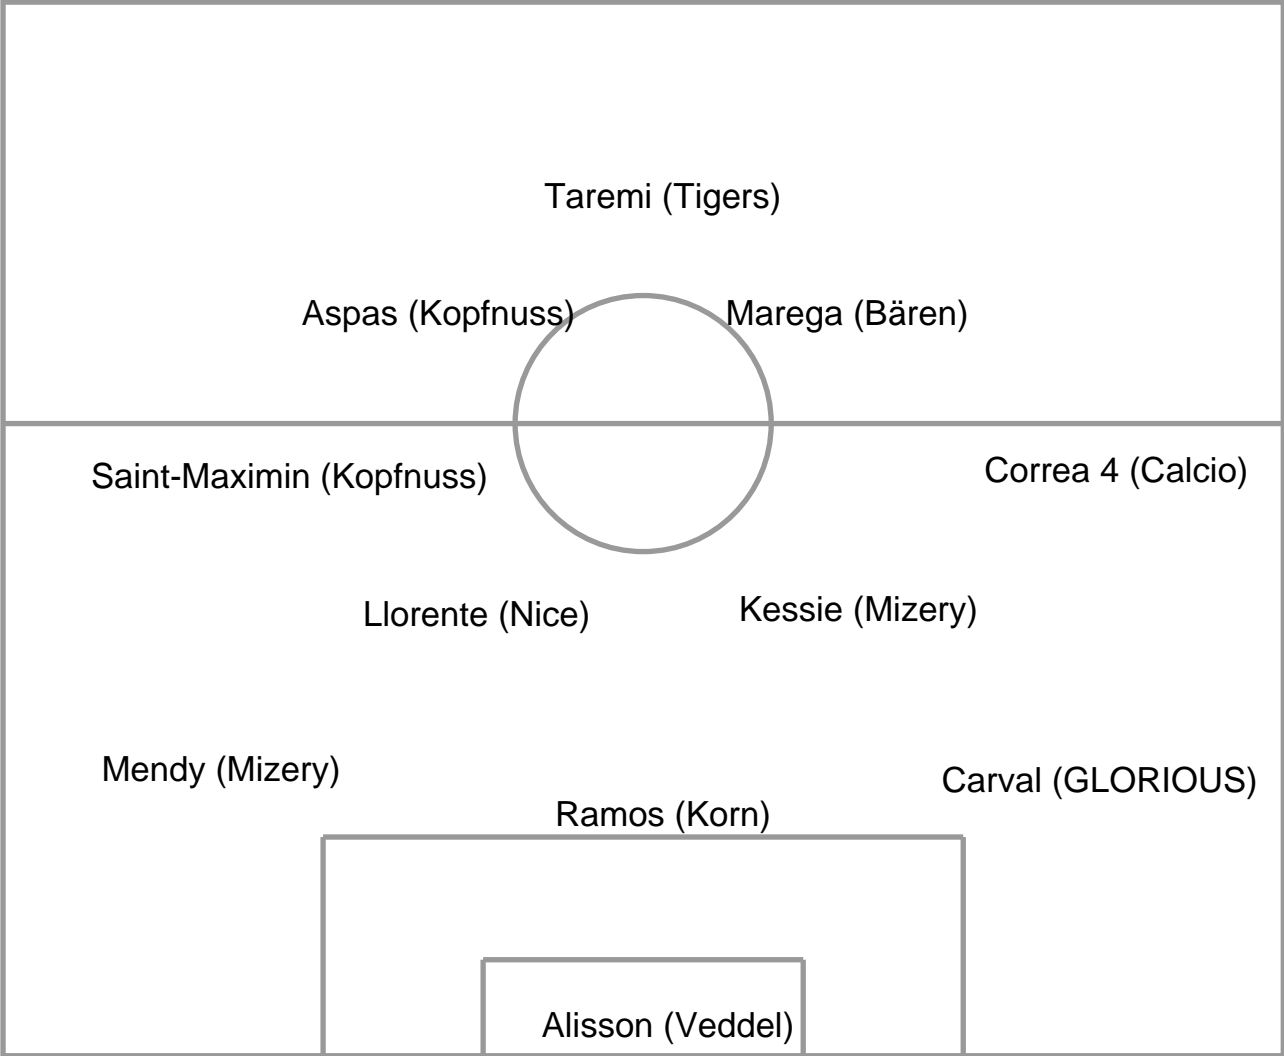 Taremi (Tigers)
Aspas (Kopfnuss)
Marega (Bären)
Saint-Maximin (Kopfnuss)
Correa 4 (Calcio)
Llorente (Nice)
Kessie (Mizery)
Mendy (Mizery)
Carval (GLORIOUS)
Ramos (Korn)
Alisson (Veddel)